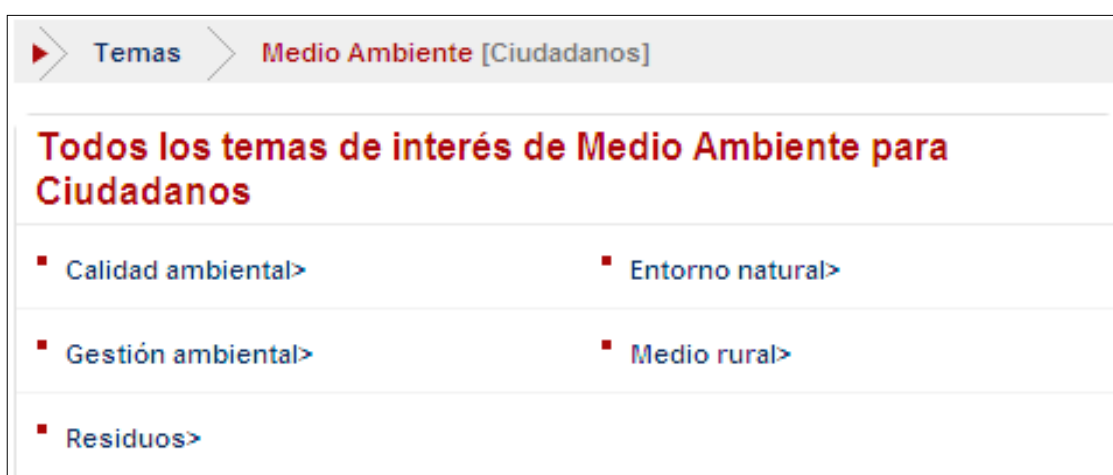 Temas Medio Ambiente [Ciudadanos]
Todos los temas de interés de Medio Ambiente para
Ciudadanos
Calidad ambiental> Entorno natural>
Gestión ambiental> Medio rural>
Residuos>